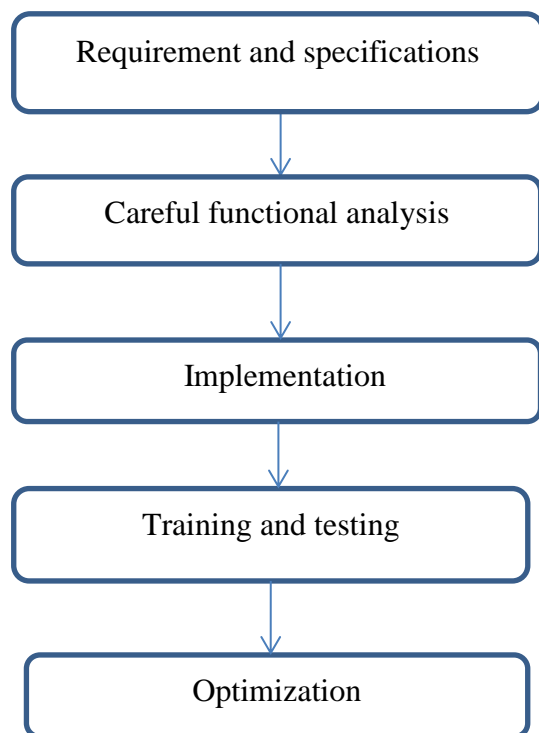 Requirement and specifications
Careful functional analysis
Implementation
Training and testing
Optimization